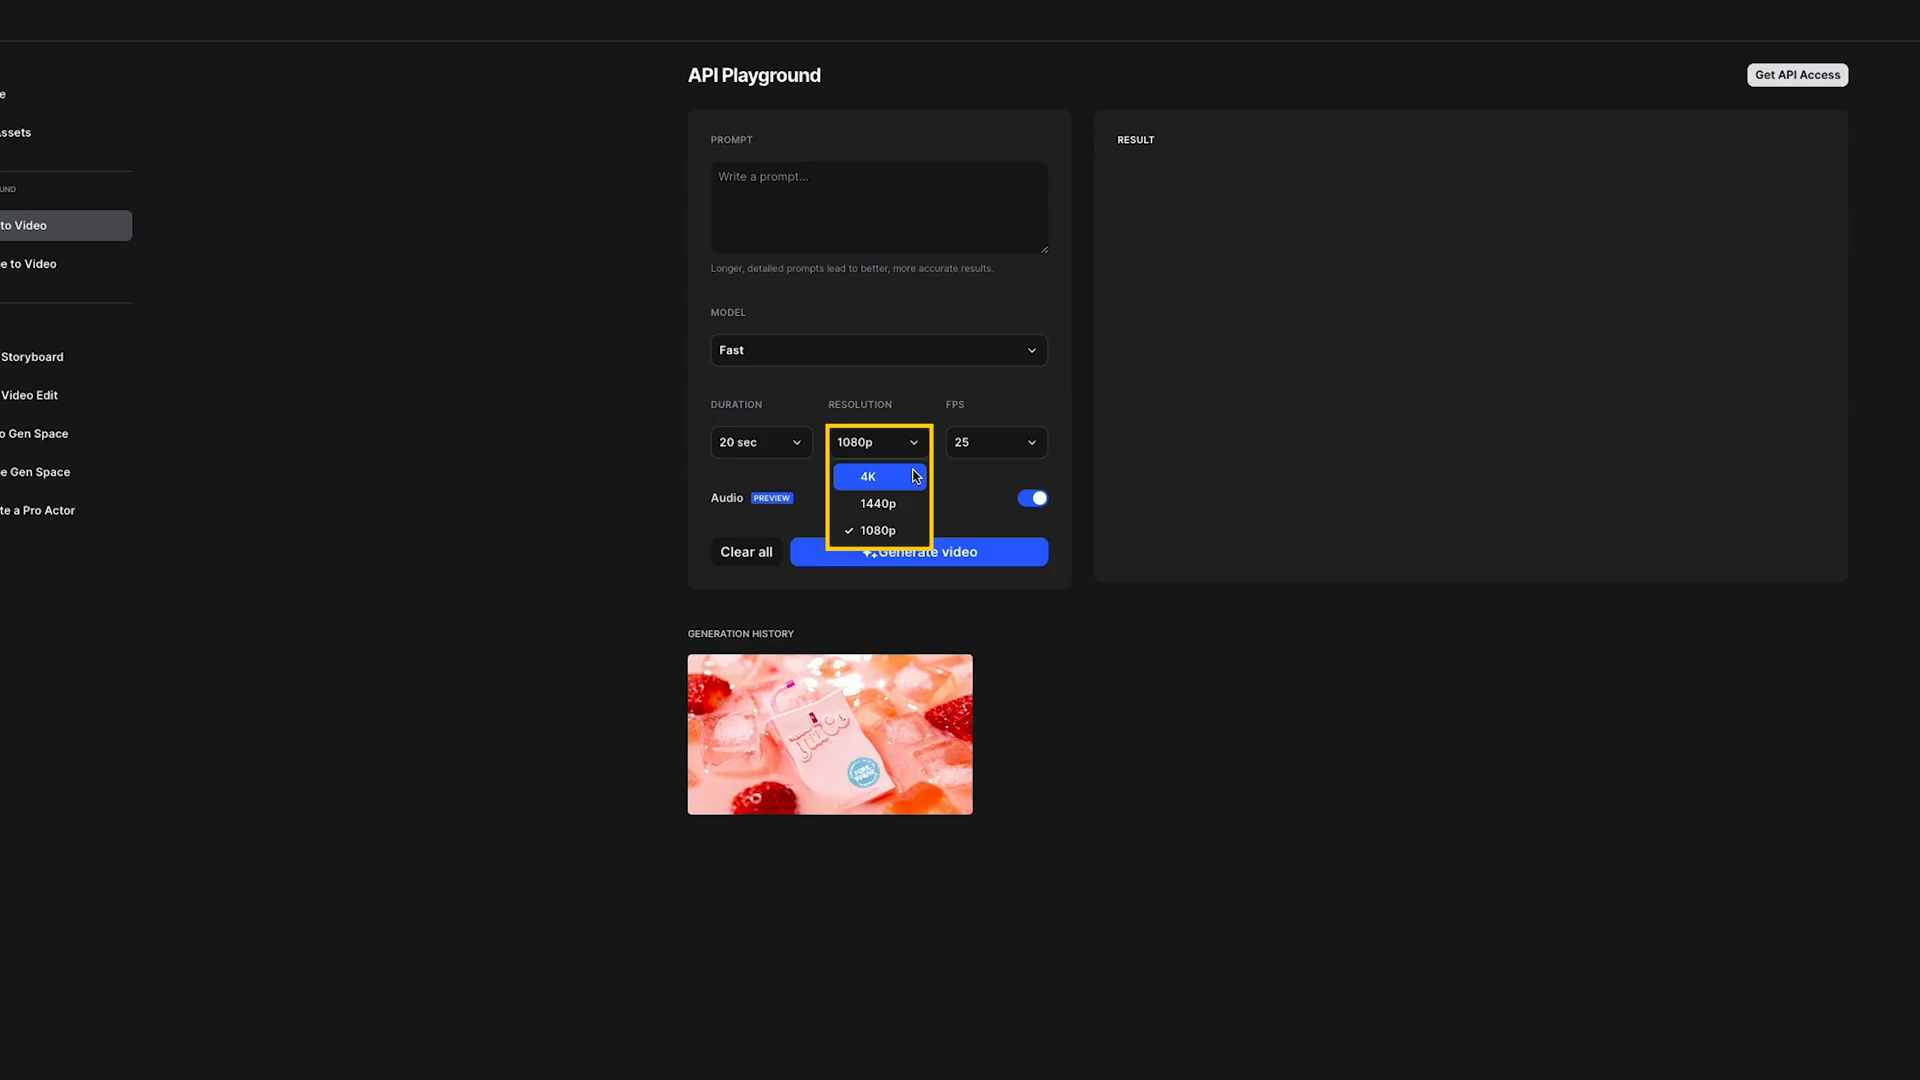 API Playground
Get API Access
e
Assets
UND
to Video
e to Video
Storyboard
Video Edit
o Gen Space
e Gen Space
te a Pro Actor
PROMPT
Write a prompt...
Longer, detailed prompts lead to better, more accurate results.
MODEL
Fast
DURATION
RESOLUTION
FPS
20 sec
1080p
25
4K
1440p
1080p
Audio
PREVIEW
Clear all
Generate video
RESULT
GENERATION HISTORY
juice